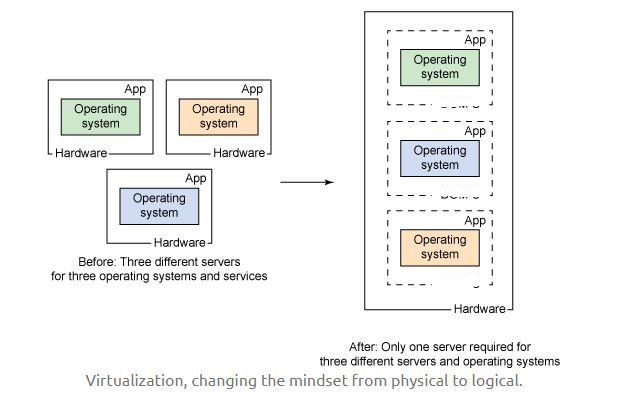 App
Operating
system
Hardware
App
Operating
system
Hardware
App
Operating
system
Hardware
Before: Three different servers
for three operating systems and services
App
Operating
system
App
Operating
system
App
Operating
system
Hardware
After: Only one server required for
three different servers and operating systems
Virtualization, changing the mindset from physical to logical.